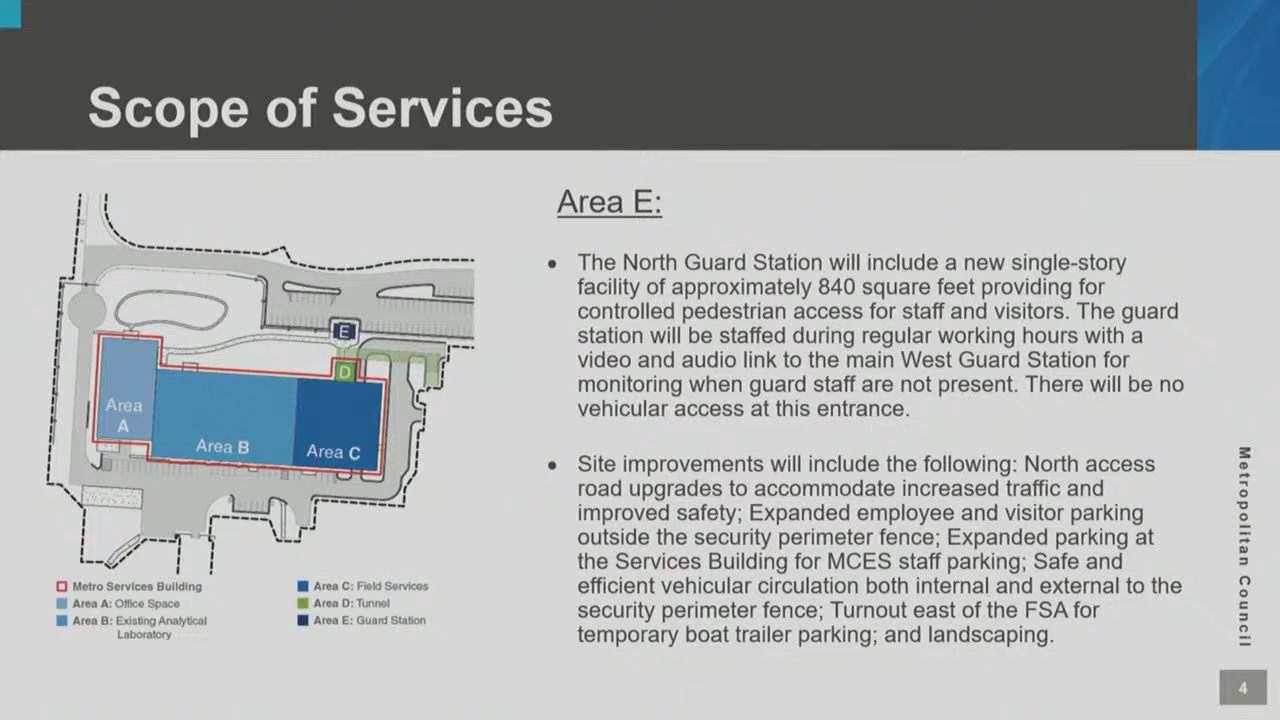 Scope of Services
E
D
Area
A
Area B
Area C
Metro Services Building
Area A: Office Space
Area B: Existing Analytical
Laboratory
Area C: Field Services
Area D: Tunnel
Area E: Guard Station
Area E:
• The North Guard Station will include a new single-story
facility of approximately 840 square feet providing for
controlled pedestrian access for staff and visitors. The guard
station will be staffed during regular working hours with a
video and audio link to the main West Guard Station for
monitoring when guard staff are not present. There will be no
vehicular access at this entrance.
• Site improvements will include the following: North access
road upgrades to accommodate increased traffic and
improved safety; Expanded employee and visitor parking
outside the security perimeter fence; Expanded parking at
the Services Building for MCES staff parking; Safe and
efficient vehicular circulation both internal and external to the
security perimeter fence; Turnout east of the FSA for
temporary boat trailer parking; and landscaping.
Metropolitan Council
4